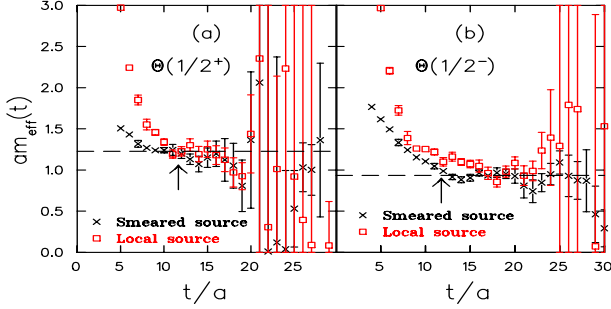 3.0
2.5
2.0
1.5
1.0
0.5
0.0
am_eff(t)
(a)
Θ(1/2⁺)
Smeared source
Local source
0 5 10 15 20 25
t/a
(b)
Θ(1/2⁻)
Smeared source
Local source
0 5 10 15 20 25 30
t/a